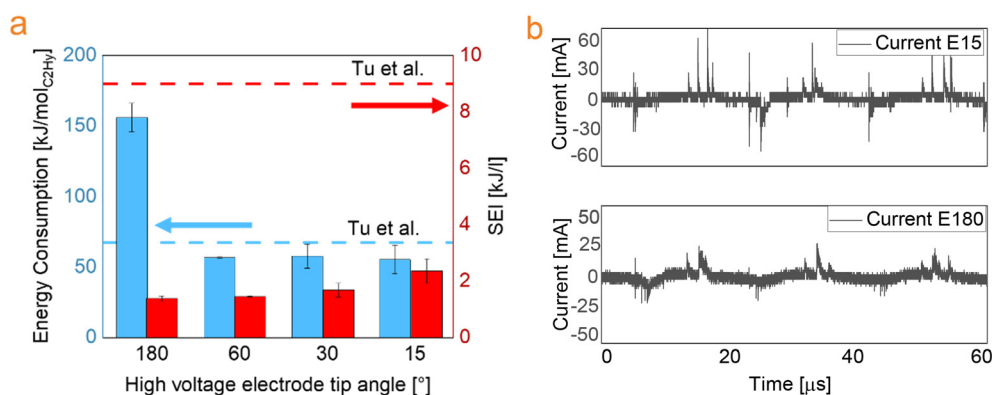 a
200
150
100
50
0
Energy Consumption [kJ/mol_C2Hy]
Tu et al.
Tu et al.
10
8
6
4
2
0
SEI [kJ/l]
180 60 30 15
High voltage electrode tip angle [°]
b
Current E15
60
30
0
-30
-60
Current [mA]
Current E180
50
25
0
-25
-50
Current [mA]
0 20 40 60
Time [µs]